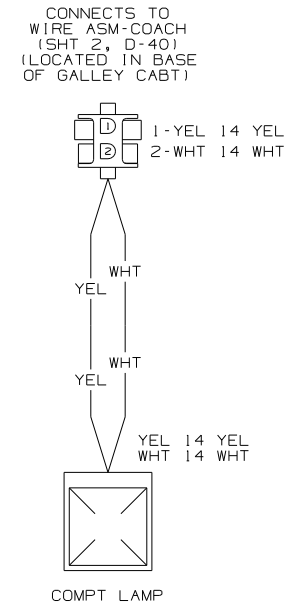 CONNECTS TO
WIRE ASM-COACH
(SHT 2, D-40)
(LOCATED IN BASE
OF GALLEY CABT)
1
1-YEL 14 YEL
2
2-WHT 14 WHT
WHT
YEL
WHT
YEL
YEL 14 YEL
WHT 14 WHT
COMPT LAMP